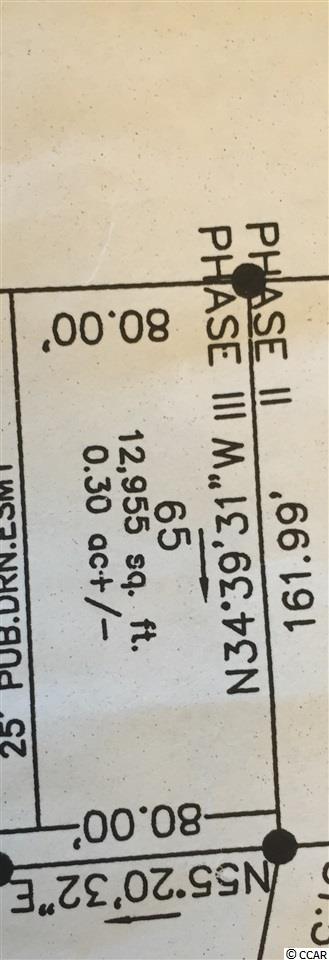 PHASE II
PHASE III
161.99'
N34°39'31"W
65
12,955 sq. ft.
0.30 ac+/-
80.00'
80.00'
N55°20'32"E
25' PUB.DRN.ESMT
© CCAR